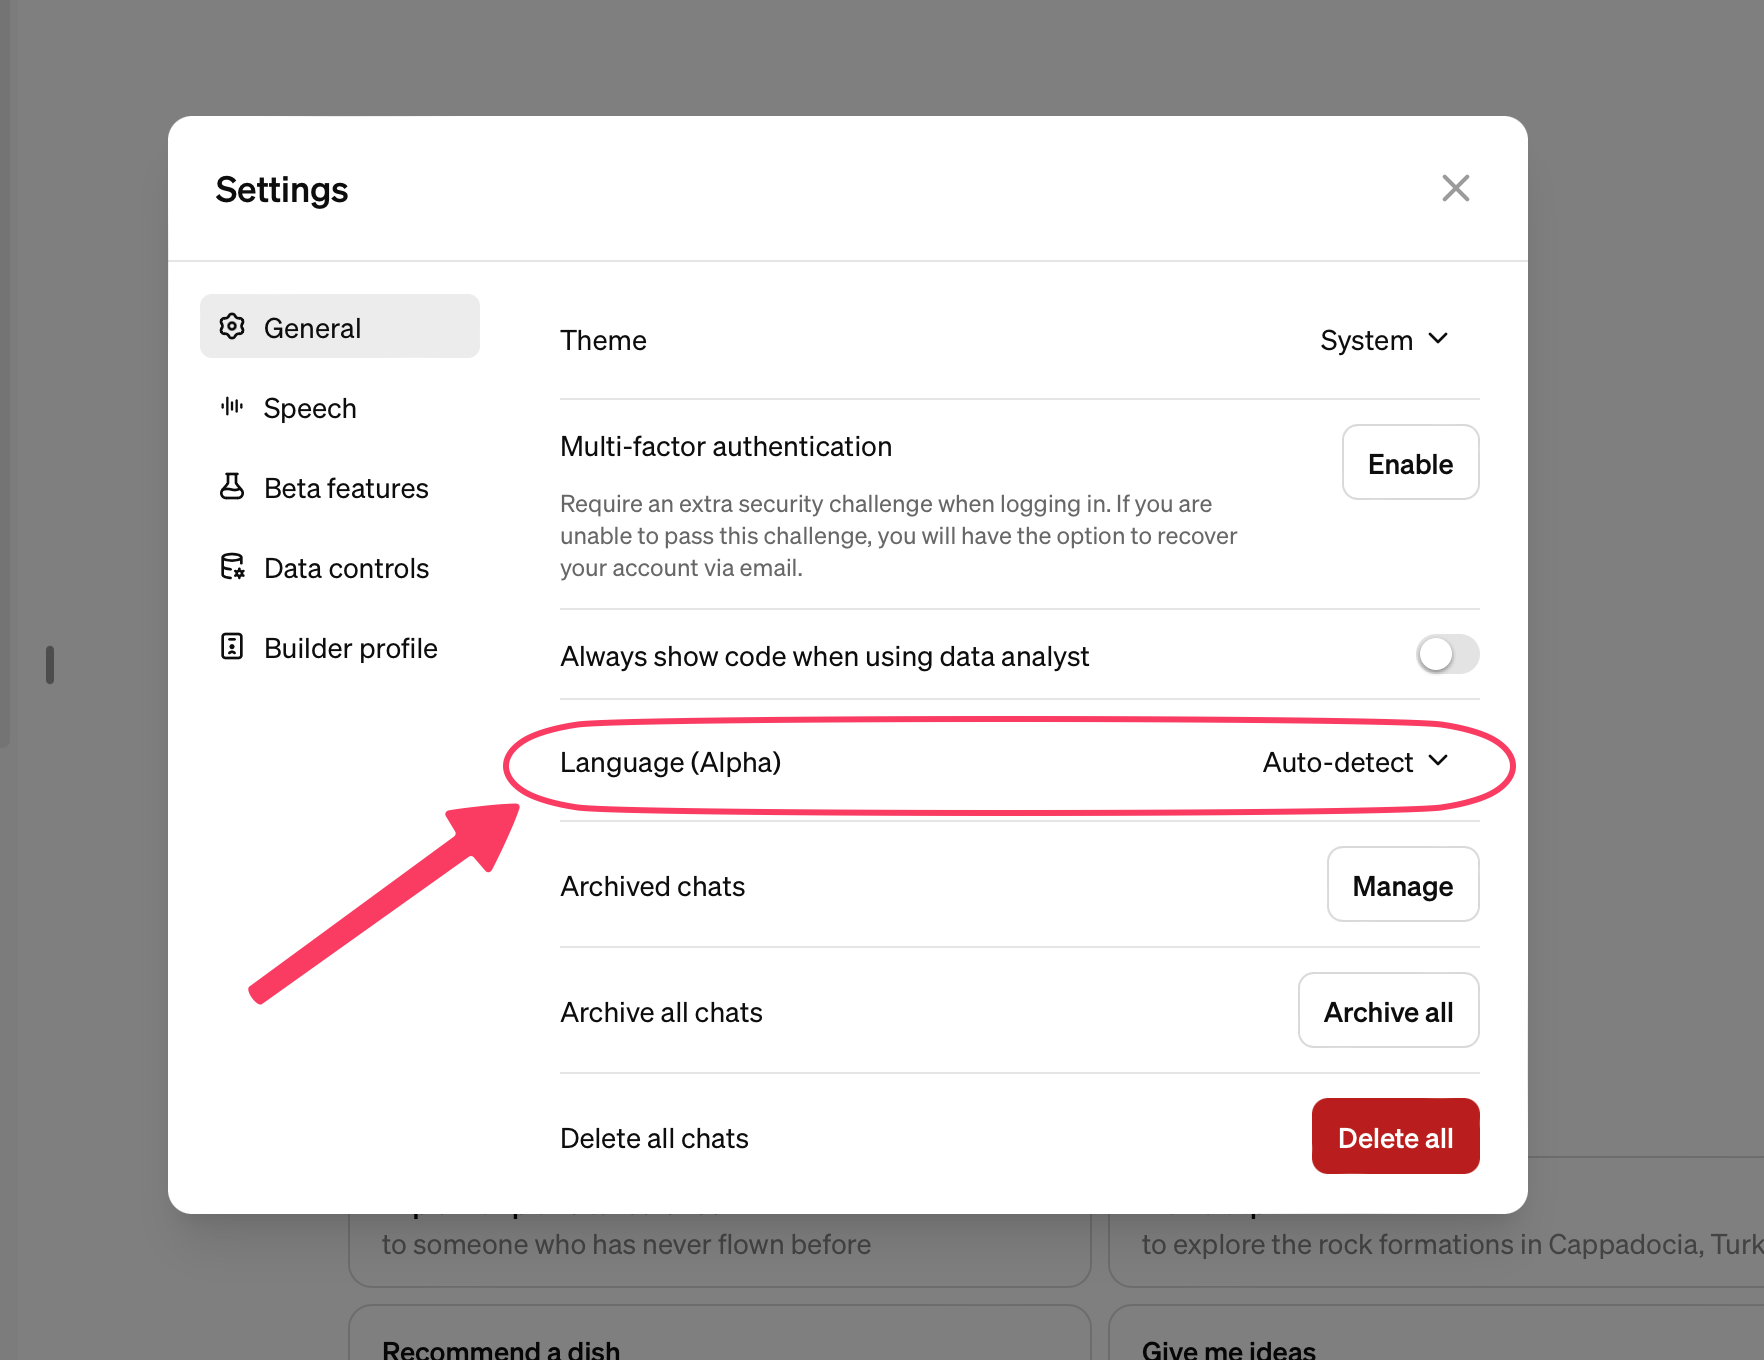 Settings
General
Speech
Beta features
Data controls
Builder profile
Theme
System
Multi-factor authentication
Enable
Require an extra security challenge when logging in. If you are
unable to pass this challenge, you will have the option to recover
your account via email.
Always show code when using data analyst
Language (Alpha)
Auto-detect
Archived chats
Manage
Archive all chats
Archive all
Delete all chats
Delete all
to someone who has never flown before
to explore the rock formations in Cappadocia, Turk
Recommend a dish
Give me ideas